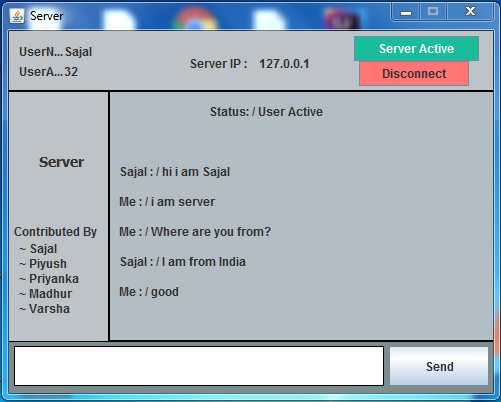 Server
UserN... Sajal
UserA... 32
Server IP : 127.0.0.1
Server Active
Disconnect
Status: / User Active
Server
Sajal : / hi i am Sajal
Me : / i am server
Me : / Where are you from?
Sajal : / I am from India
Me : / good
Contributed By
~ Sajal
~ Piyush
~ Priyanka
~ Madhur
~ Varsha
Send